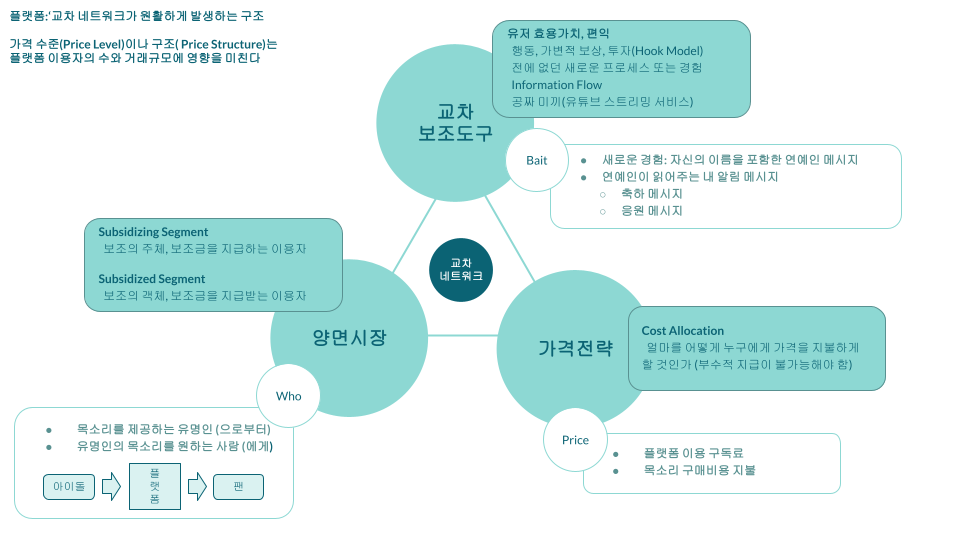 플랫폼:‘교차 네트워크가 원활하게 발생하는 구조
가격 수준(Price Level)이나 구조( Price Structure)는
플랫폼 이용자의 수와 거래규모에 영향을 미친다
유저 효용가치, 편익
행동, 가변적 보상, 투자(Hook Model)
전에 없던 새로운 프로세스 또는 경험
Information Flow
공짜 미끼(유튜브 스트리밍 서비스)
교차
보조도구
Bait
● 새로운 경험: 자신의 이름을 포함한 연예인 메시지
● 연예인이 읽어주는 내 알림 메시지
○ 축하 메시지
○ 응원 메시지
Subsidizing Segment
보조의 주체, 보조금을 지급하는 이용자
Subsidized Segment
보조의 객체, 보조금을 지급받는 이용자
교차
네트워크
양면시장
가격전략
Cost Allocation
얼마를 어떻게 누구에게 가격을 지불하게
할 것인가 (부수적 지급이 불가능해야 함)
Who
● 목소리를 제공하는 유명인 (으로부터)
● 유명인의 목소리를 원하는 사람 (에게)
아이돌
플
랫
폼
팬
Price
● 플랫폼 이용 구독료
● 목소리 구매비용 지불